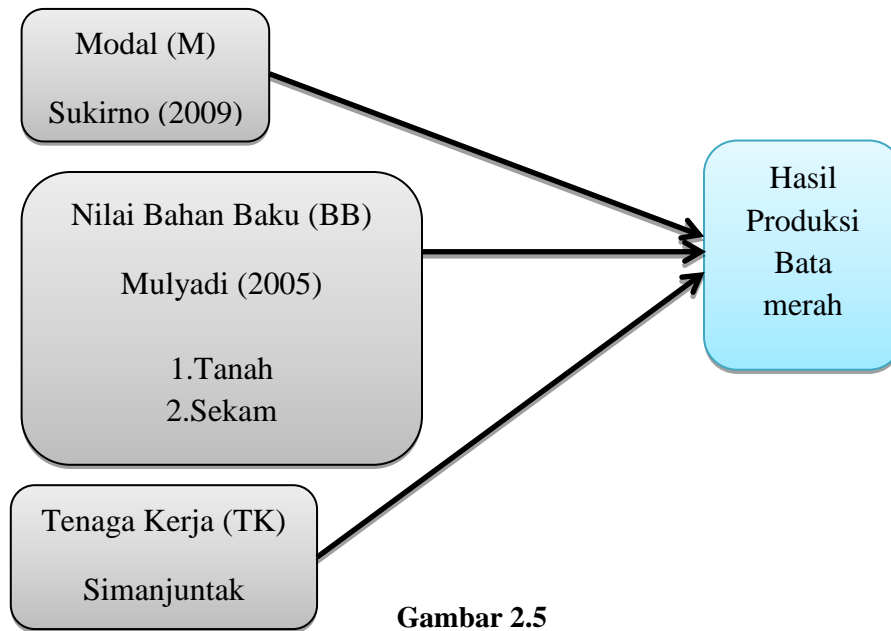 Modal (M)
Sukirno (2009)
Nilai Bahan Baku (BB)
Mulyadi (2005)
1.Tanah
2.Sekam
Tenaga Kerja (TK)
Simanjuntak
Hasil
Produksi
Bata
merah
Gambar 2.5